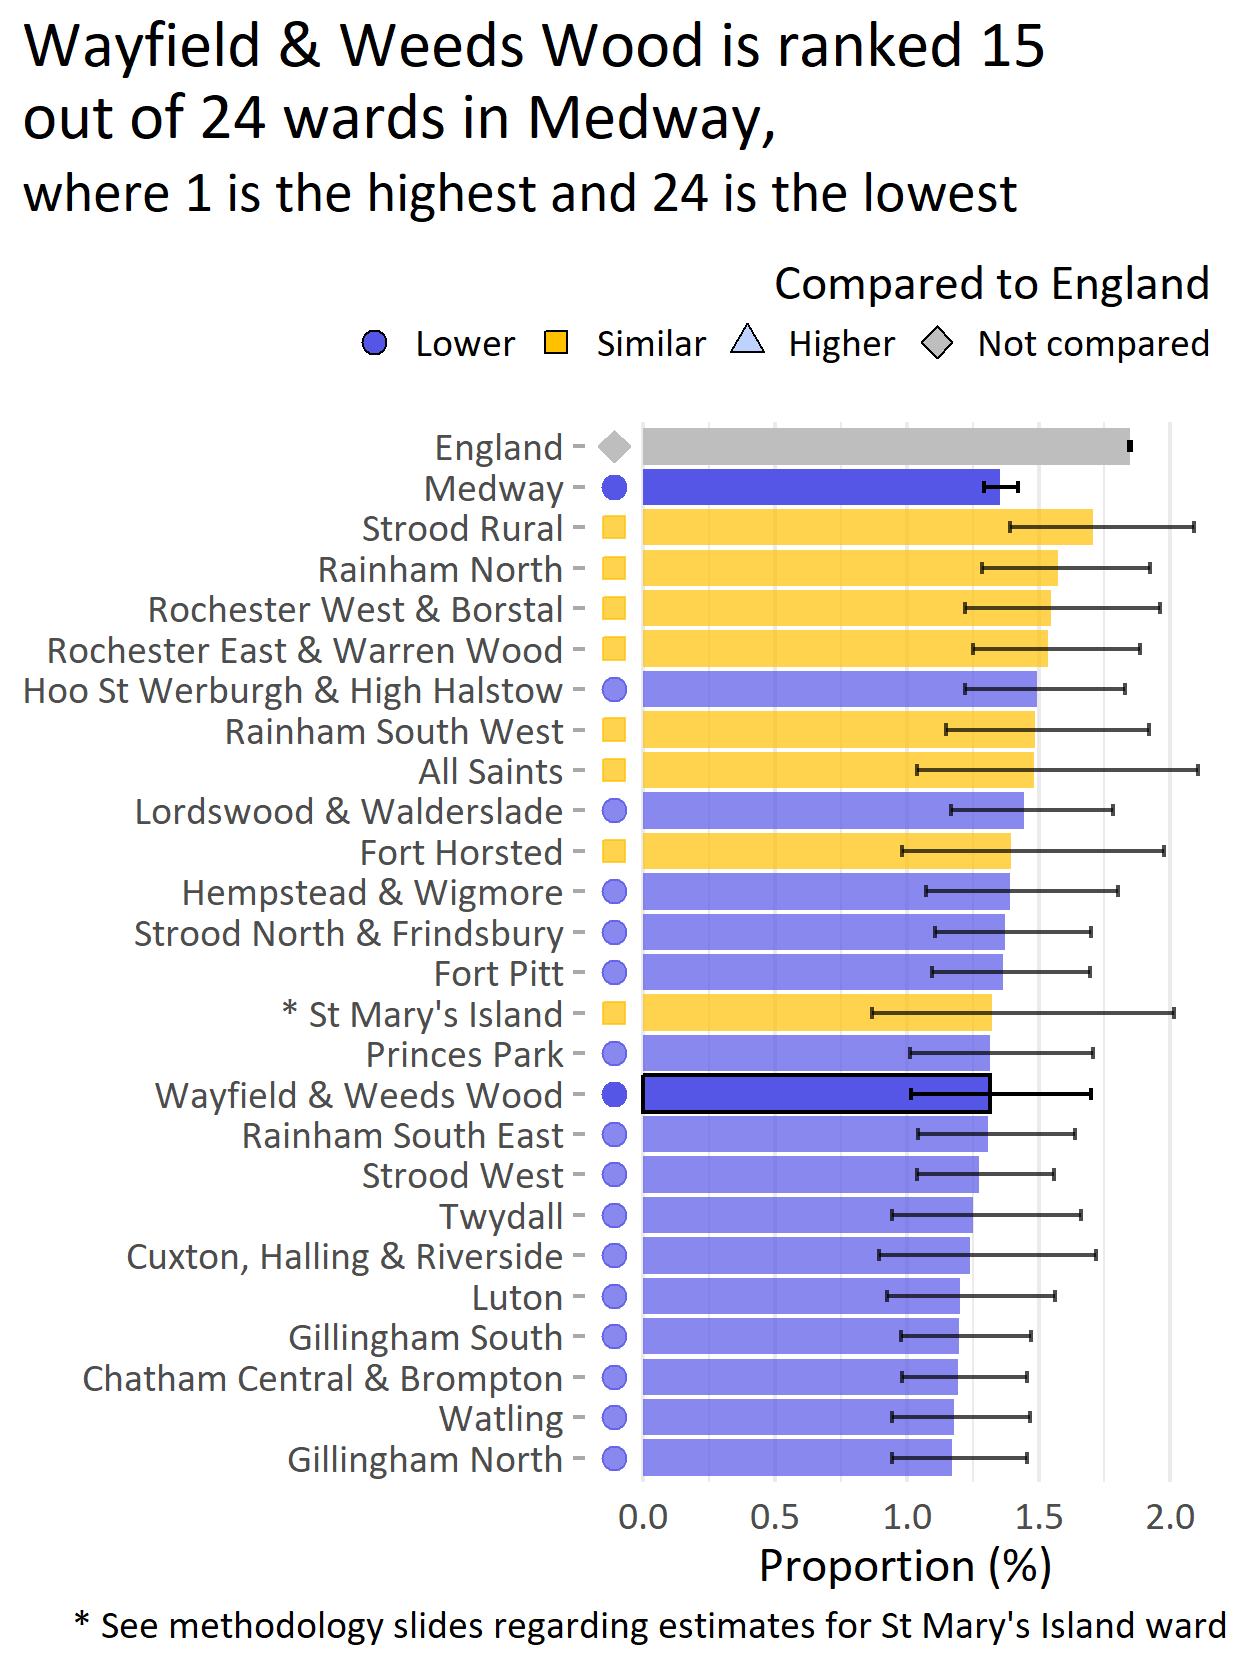 Wayfield & Weeds Wood is ranked 15
out of 24 wards in Medway,
where 1 is the highest and 24 is the lowest
Compared to England
Lower Similar Higher Not compared
England
Medway
Strood Rural
Rainham North
Rochester West & Borstal
Rochester East & Warren Wood
Hoo St Werburgh & High Halstow
Rainham South West
All Saints
Lordswood & Walderslade
Fort Horsted
Hempstead & Wigmore
Strood North & Frindsbury
Fort Pitt
* St Mary's Island
Princes Park
Wayfield & Weeds Wood
Rainham South East
Strood West
Twydall
Cuxton, Halling & Riverside
Luton
Gillingham South
Chatham Central & Brompton
Watling
Gillingham North
0.0 0.5 1.0 1.5 2.0
Proportion (%)
* See methodology slides regarding estimates for St Mary's Island ward